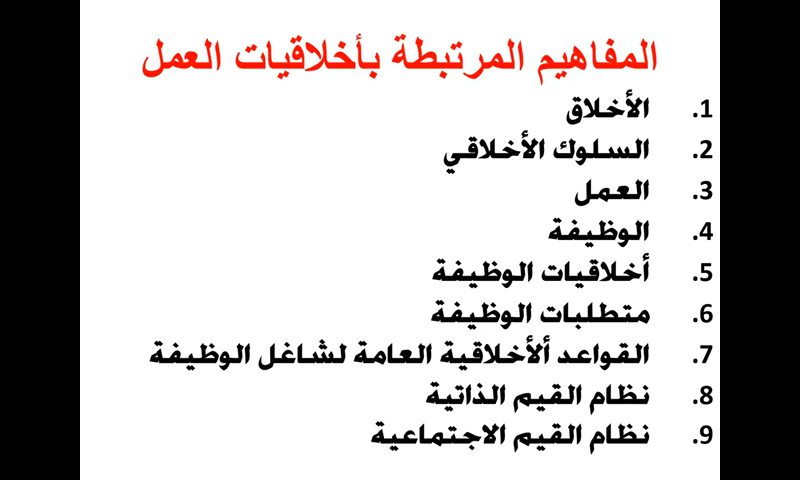 المفاهيم المرتبطة بأخلاقيات العمل
1. الأخلاق
2. السلوك الأخلاقي
3. العمل
4. الوظيفة
5. أخلاقيات الوظيفة
6. متطلبات الوظيفة
7. القواعد ألأخلاقية العامة لشاغل الوظيفة
8. نظام القيم الذاتية
9. نظام القيم الاجتماعية